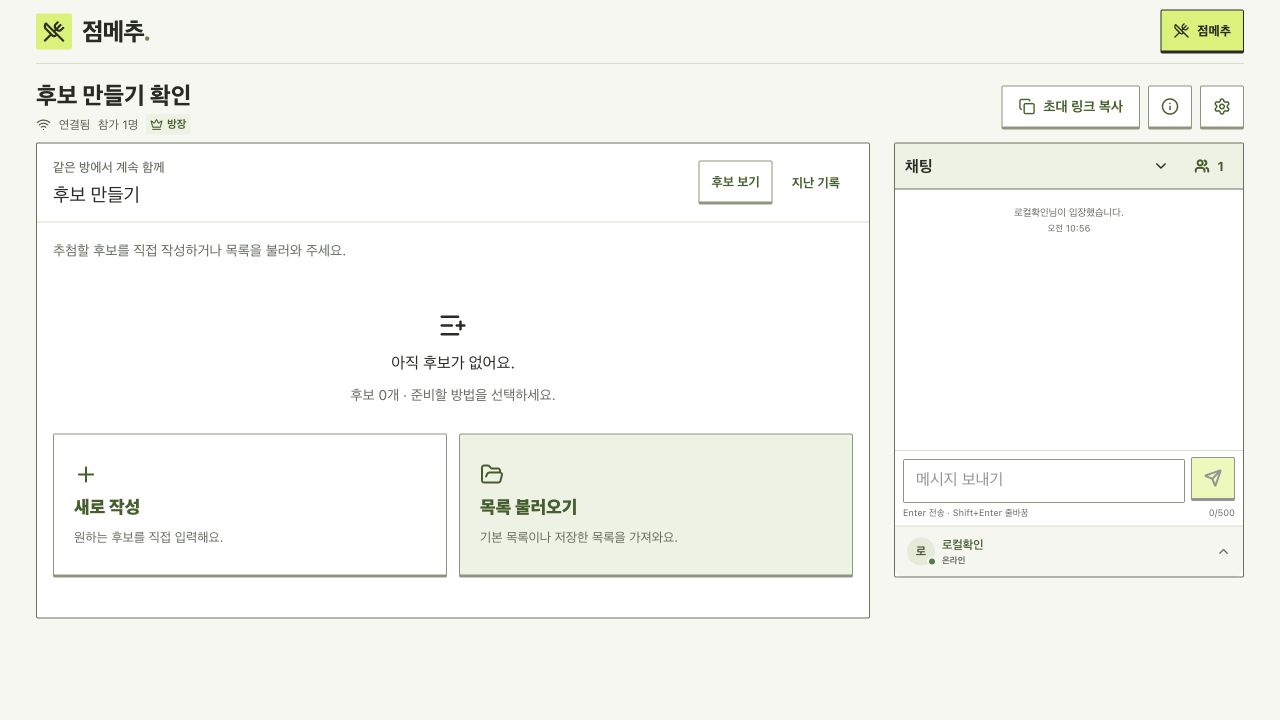 점메추.
점메추
후보 만들기 확인
연결됨 참가 1명 방장
초대 링크 복사
같은 방에서 계속 함께
후보 만들기
후보 보기
지난 기록
추첨할 후보를 직접 작성하거나 목록을 불러와 주세요.
아직 후보가 없어요.
후보 0개 · 준비할 방법을 선택하세요.
새로 작성
원하는 후보를 직접 입력해요.
목록 불러오기
기본 목록이나 저장한 목록을 가져와요.
채팅
1
로컬확인님이 입장했습니다.
오전 10:56
메시지 보내기
Enter 전송 · Shift+Enter 줄바꿈
0/500
로
로컬확인
온라인